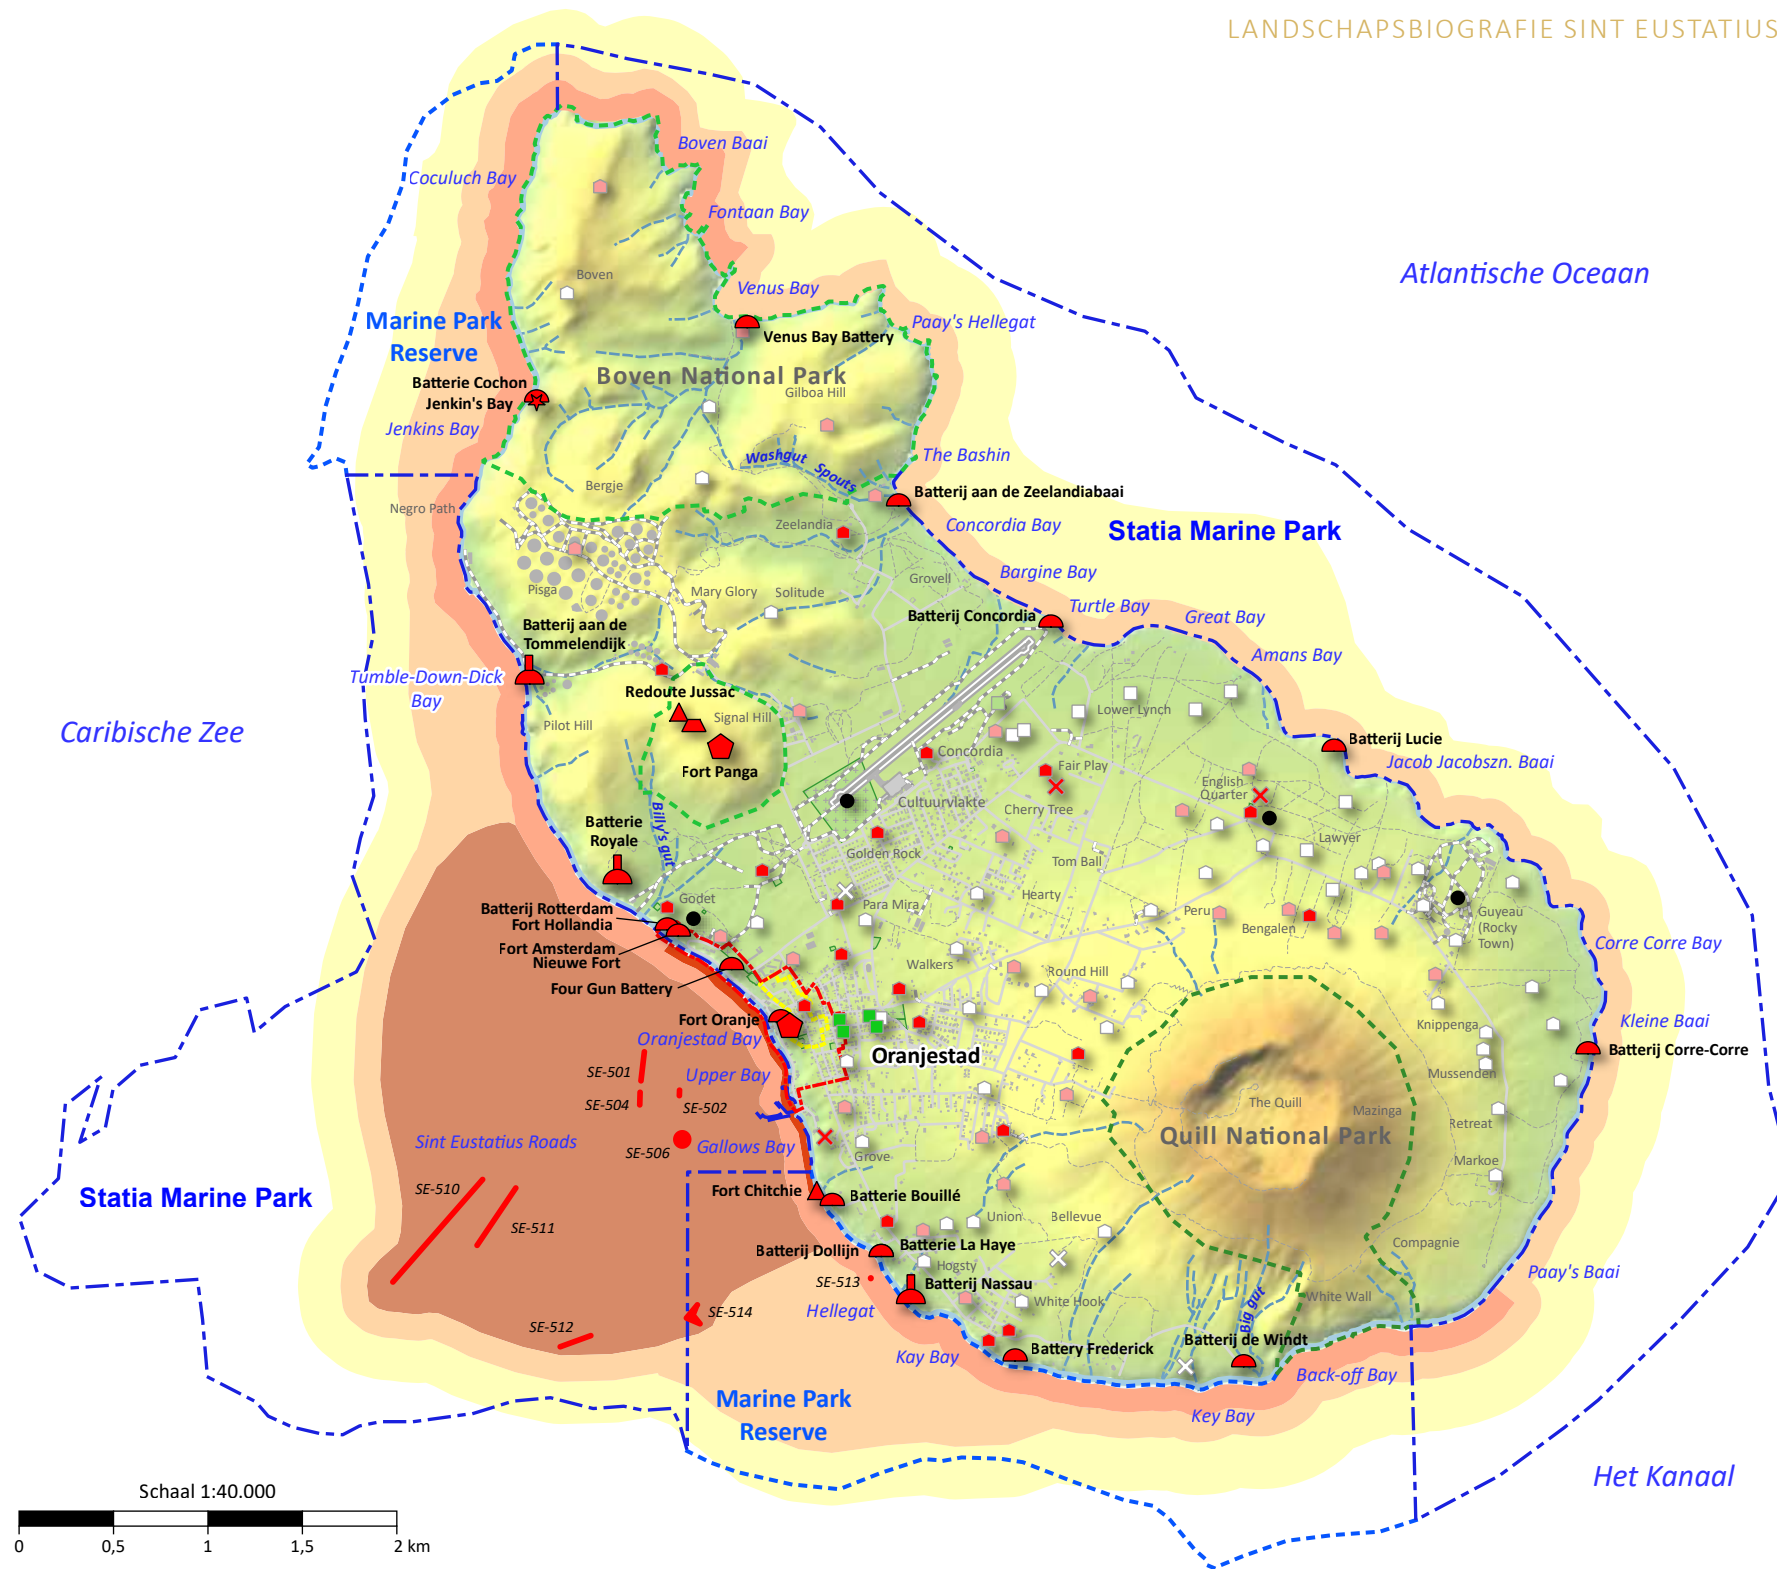 LANDSCHAPSBIOGRAFIE SINT EUSTATIUS
Boven Baai
Coculuch Bay
Fontaan Bay
Boven
Atlantische Oceaan
Venus Bay
Marine Park
Reserve
Paay's Hellegat
Venus Bay Battery
Boven National Park
Batterie Cochon
Jenkin's Bay
Gilboa Hill
Jenkins Bay
Washgut Spouts
The Bashin
Bergje
Batterij aan de Zeelandiabaai
Negro Path
Zeelandia
Concordia Bay
Statia Marine Park
Bargine Bay
Grovell
Pisga
Mary Glory
Solitude
Turtle Bay
Batterij Concordia
Great Bay
Batterij aan de
Tommelendijk
Amans Bay
Tumble-Down-Dick
Bay
Redoute Jussac
Signal Hill
Pilot Hill
Lower Lynch
Caribische Zee
Batterij Lucie
Concordia
Jacob Jacobszn. Baai
Fort Panga
Fair Play
English
Quarter
Cultuurvlakte
Cherry Tree
Batterie
Royale
Billy's gut
Lawyer
Golden Rock
Tom Ball
Hearty
Godet
Para Mira
Batterij Rotterdam
Fort Hollandia
Peru
Bengalen
Guyeau
(Rocky
Town)
Fort Amsterdam
Nieuwe Fort
Corre Corre Bay
Walkers
Round Hill
Four Gun Battery
Fort Oranje
Knippenga
Kleine Baai
Oranjestad Bay
Oranjestad
Batterij Corre-Corre
SE-501
Upper Bay
Mussenden
SE-504
SE-502
The Quill
Mazinga
Retreat
Sint Eustatius Roads
Gallows Bay
Quill National Park
SE-506
Grove
Markoe
SE-510
Fort Chitchie
Batterie Bouillé
Statia Marine Park
SE-511
Union
Bellevue
Batterij Dollijn
Batterie La Haye
Compagnie
Hogsty
Paay's Baai
SE-513
Batterij Nassau
White Hook
Big gut
White Wall
Hellegat
SE-514
SE-512
Batterij de Windt
Kay Bay
Battery Frederick
Back-off Bay
Marine Park
Reserve
Key Bay
Het Kanaal
Schaal 1:40.000
0 0,5 1 1,5 2 km